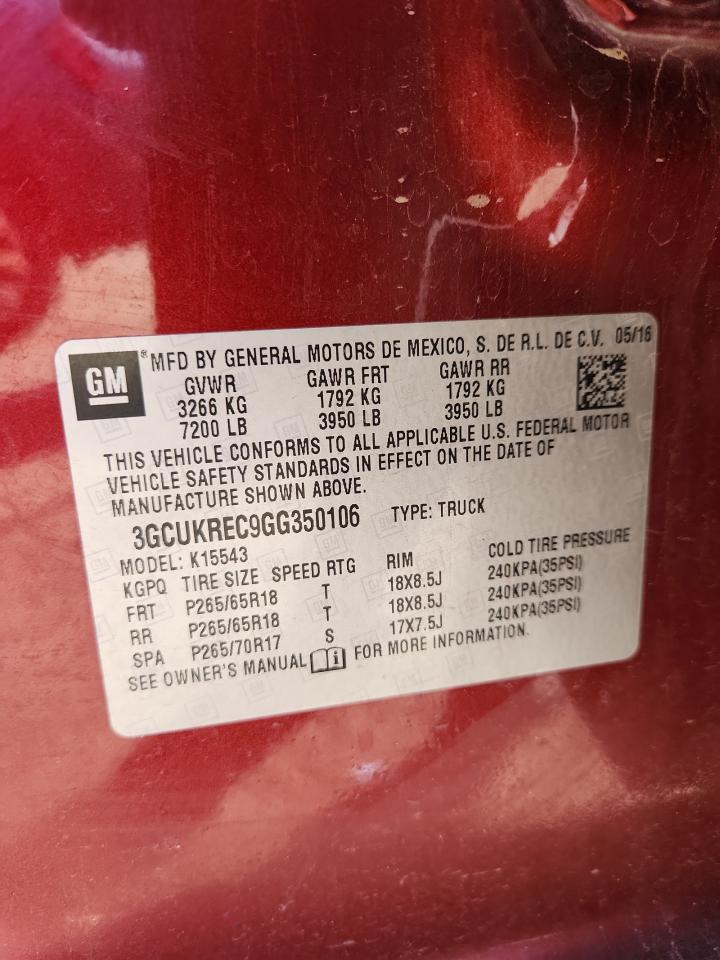 GM
*MFD BY GENERAL MOTORS DE MEXICO, S. DE R.L. DE C.V. 05/16
GVWR GAWR FRT GAWR RR
3266 KG 1792 KG 1792 KG
7200 LB 3950 LB 3950 LB
THIS VEHICLE CONFORMS TO ALL APPLICABLE U.S. FEDERAL MOTOR
VEHICLE SAFETY STANDARDS IN EFFECT ON THE DATE OF
MANUFACTURE SHOWN ABOVE.
3GCUKREC9GG350106 TYPE: TRUCK
MODEL: K15543
KGPQ TIRE SIZE SPEED RTG RIM COLD TIRE PRESSURE
FRT P265/65R18 T 18X8.5J 240KPA(35PSI)
RR P265/65R18 T 18X8.5J 240KPA(35PSI)
SPA P265/70R17 S 17X7.5J 240KPA(35PSI)
SEE OWNER'S MANUAL FOR MORE INFORMATION.